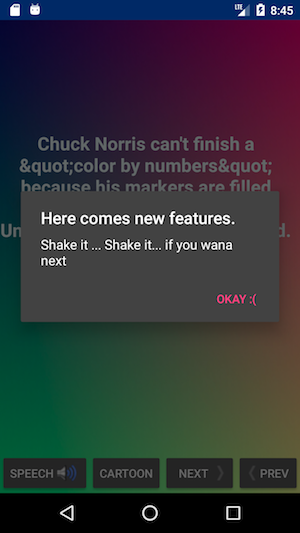 LTE 8:45
Chuck Norris can't finish a
&quot;color by numbers&quot;
because his markers are filled
Un
d.
Here comes new features.
Shake it ... Shake it... if you wana
next
OKAY :(
SPEECH
CARTOON
NEXT
PREV